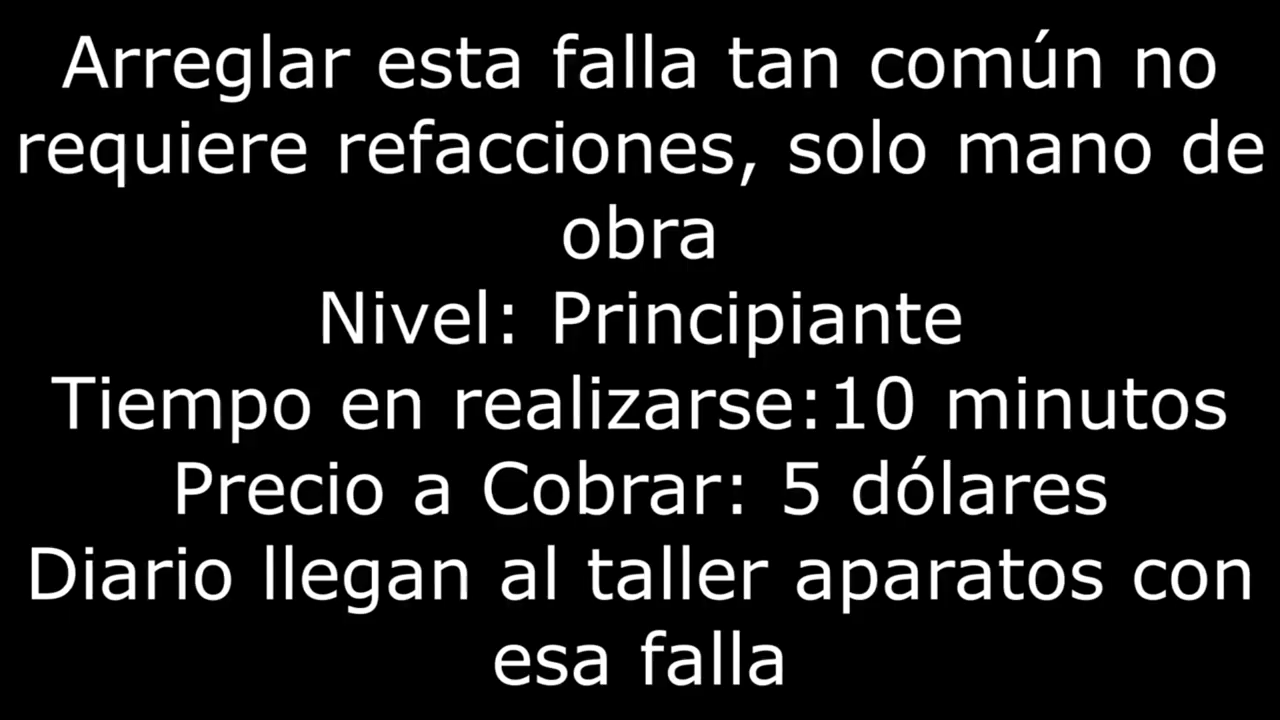 Arreglar esta falla tan común no
requiere refacciones, solo mano de
obra
Nivel: Principiante
Tiempo en realizarse:10 minutos
Precio a Cobrar: 5 dólares
Diario llegan al taller aparatos con
esa falla